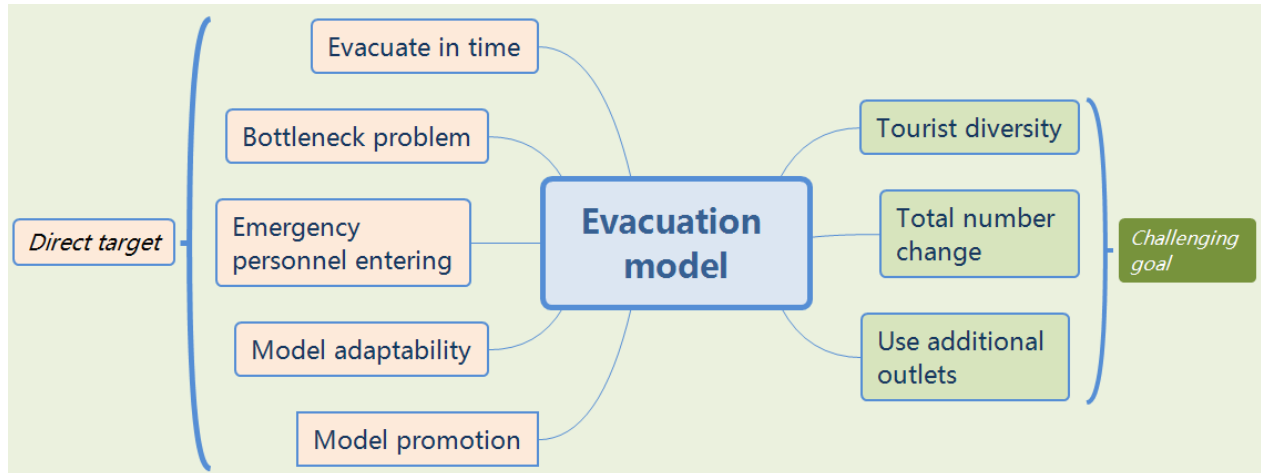 Direct target
Evacuate in time
Bottleneck problem
Emergency
personnel entering
Model adaptability
Model promotion
Evacuation
model
Tourist diversity
Total number
change
Use additional
outlets
Challenging
goal